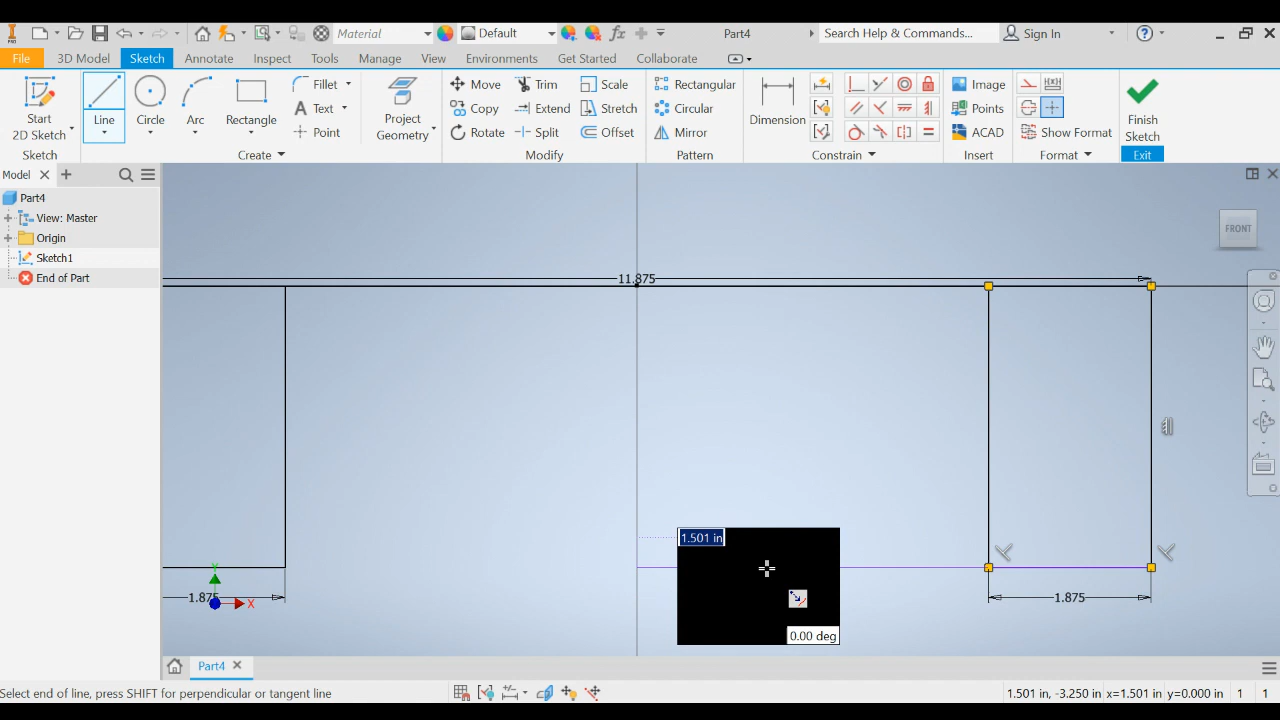 Material Default Part4 Search Help & Commands... Sign In
File 3D Model Sketch Annotate Inspect Tools Manage View Environments Get Started Collaborate
Start
2D Sketch
Line
Circle
Arc
Rectangle
Fillet
Text
Point
Project
Geometry
Move
Copy
Rotate
Trim
Extend
Split
Scale
Stretch
Offset
Rectangular
Circular
Mirror
Dimension
Image
Points
ACAD
Show Format
Finish
Sketch
Sketch Create Modify Pattern Constrain Insert Format Exit
Model
Part4
View: Master
Origin
Sketch1
End of Part
FRONT
11.875
1.501 in
1.875
Y
X
1.875
0.00 deg
Part4
Select end of line, press SHIFT for perpendicular or tangent line
1.501 in, -3.250 in x=1.501 in y=0.000 in 1 1